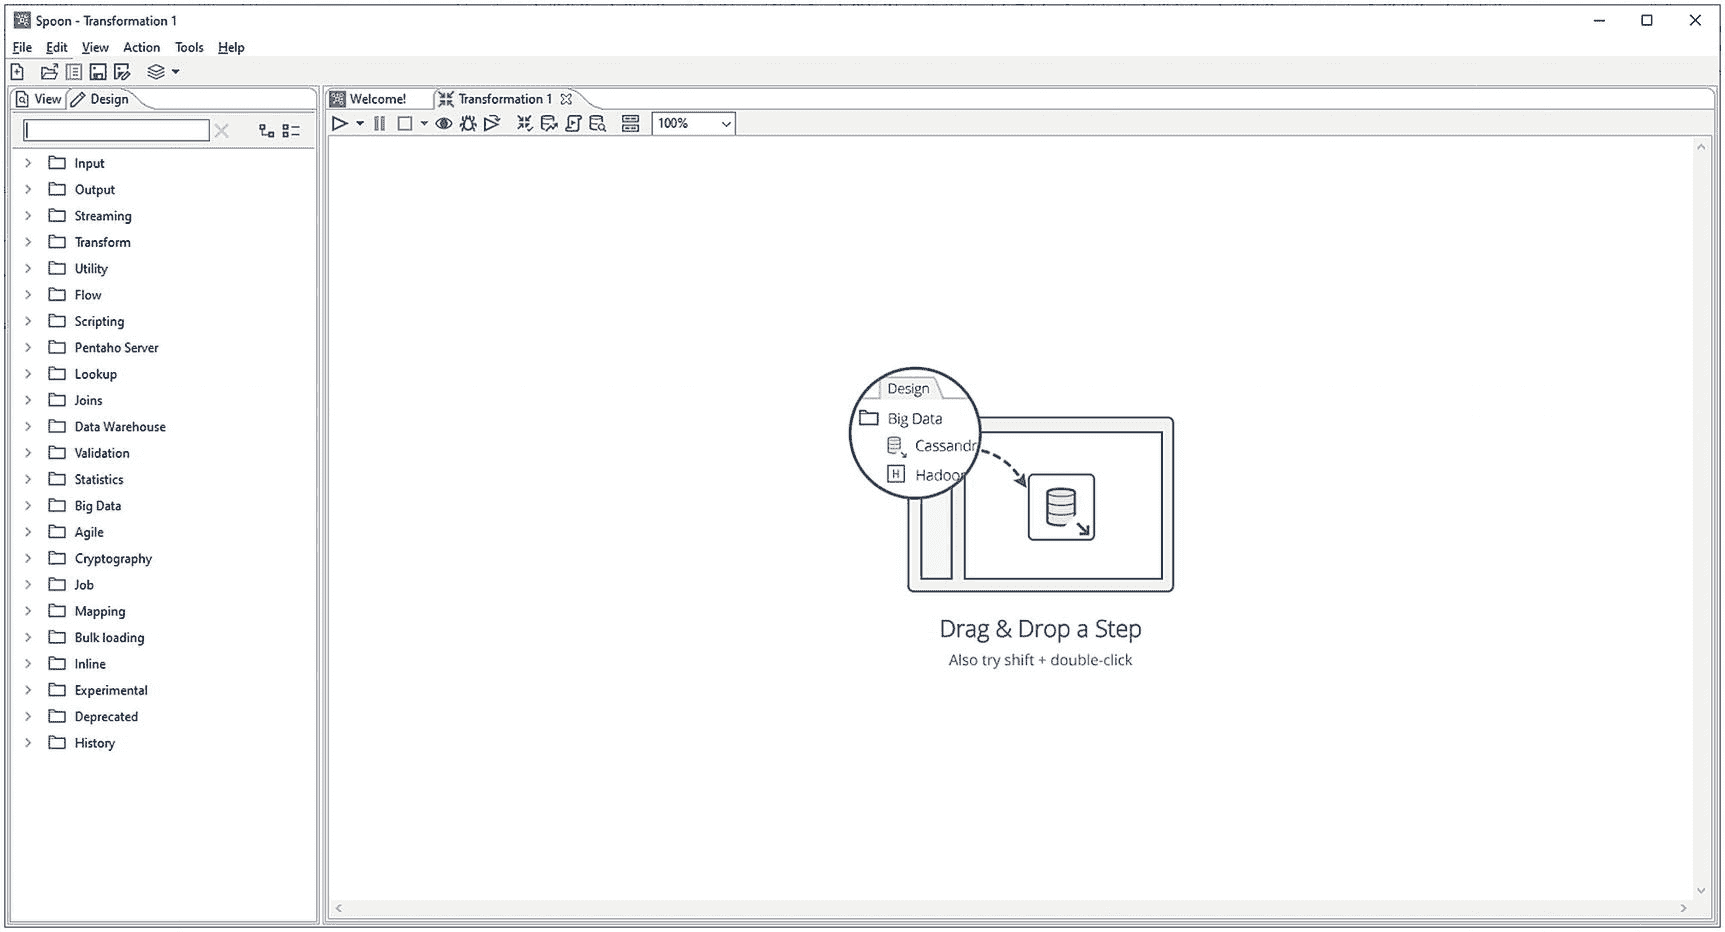 Spoon - Transformation 1
File Edit View Action Tools Help
View Design
Welcome! Transformation 1
100%
Input
Output
Streaming
Transform
Utility
Flow
Scripting
Pentaho Server
Lookup
Joins
Data Warehouse
Validation
Statistics
Big Data
Agile
Cryptography
Job
Mapping
Bulk loading
Inline
Experimental
Deprecated
History
Design
Big Data
Cassandr
H Hadoop
Drag & Drop a Step
Also try shift + double-click